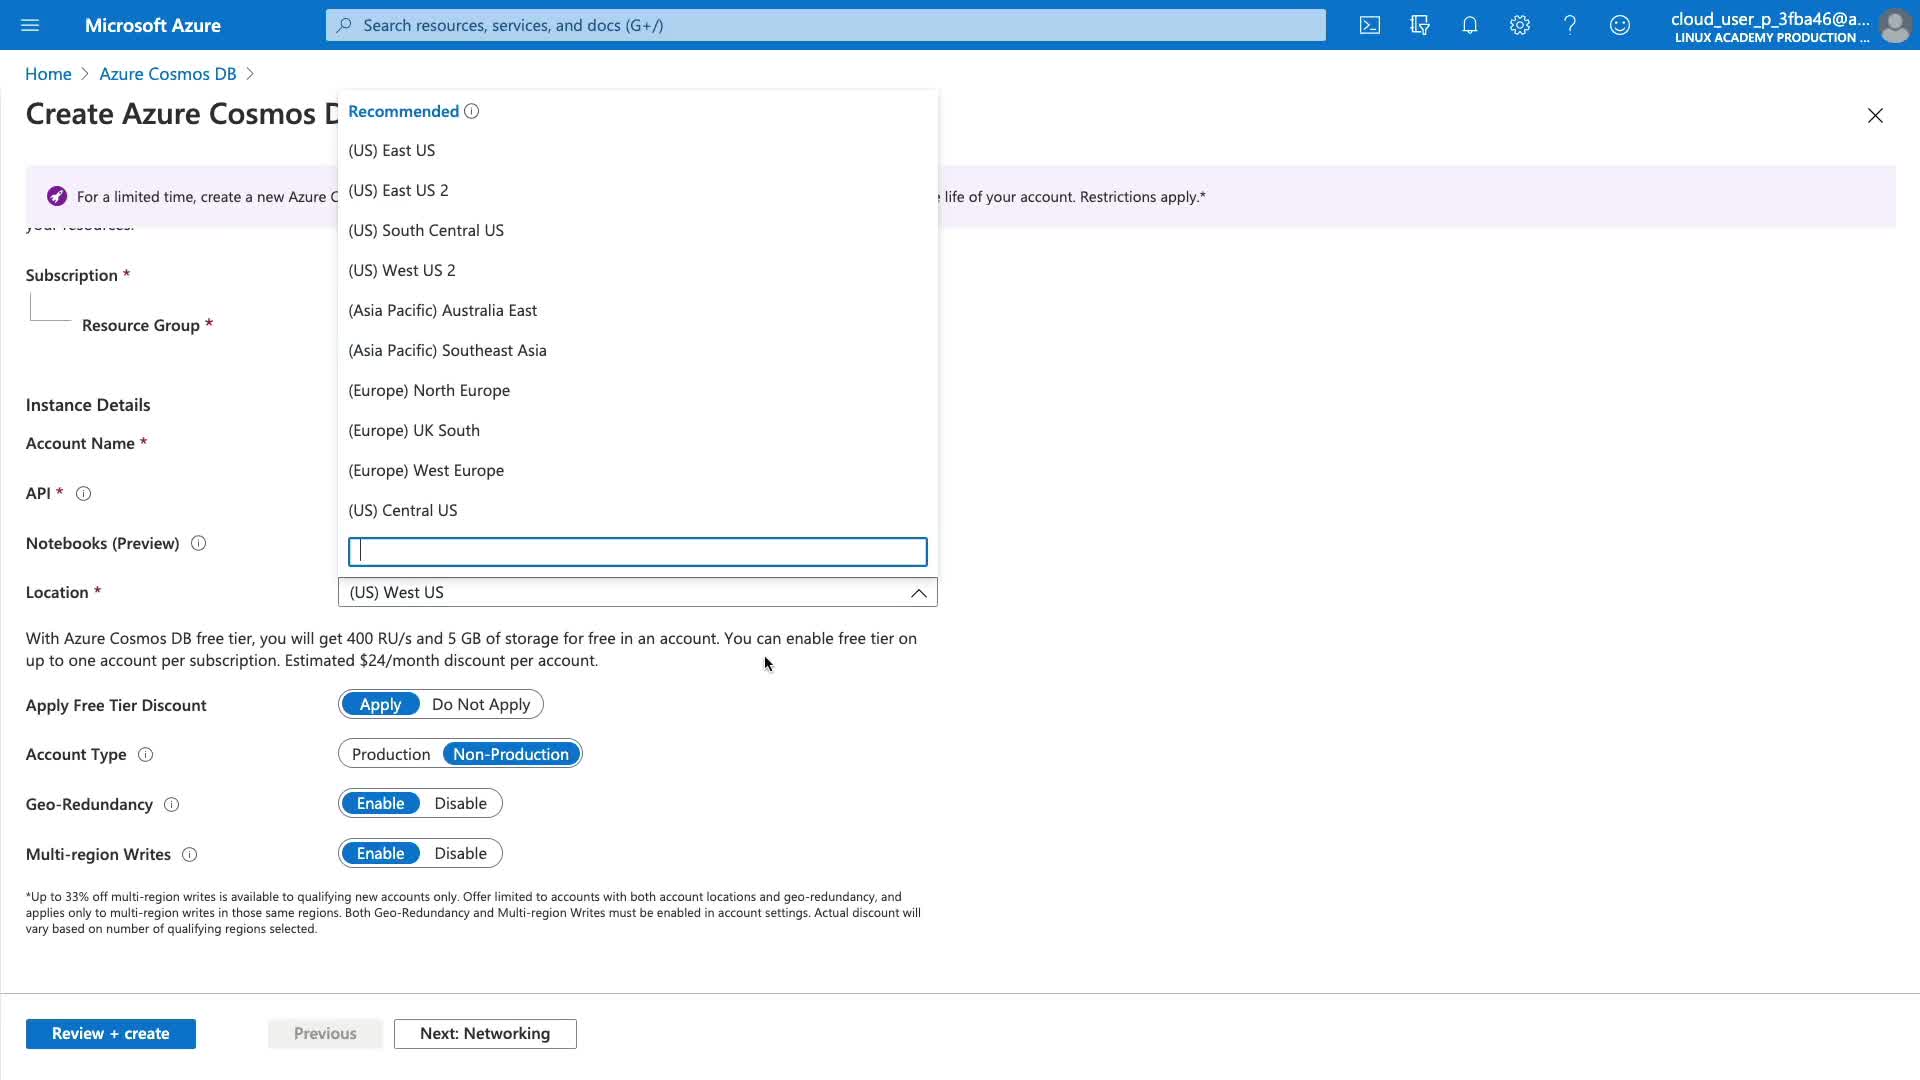 Microsoft Azure
Search resources, services, and docs (G+/)
cloud_user_p_3fba46@a...
LINUX ACADEMY PRODUCTION ...
Home > Azure Cosmos DB >
Create Azure Cosmos D
Recommended
(US) East US
(US) East US 2
(US) South Central US
(US) West US 2
(Asia Pacific) Australia East
(Asia Pacific) Southeast Asia
(Europe) North Europe
(Europe) UK South
(Europe) West Europe
(US) Central US
For a limited time, create a new Azure C
life of your account. Restrictions apply.*
your resources.
Subscription *
Resource Group *
Instance Details
Account Name *
API *
Notebooks (Preview)
Location *
(US) West US
With Azure Cosmos DB free tier, you will get 400 RU/s and 5 GB of storage for free in an account. You can enable free tier on
up to one account per subscription. Estimated $24/month discount per account.
Apply Free Tier Discount
Apply Do Not Apply
Account Type
Production Non-Production
Geo-Redundancy
Enable Disable
Multi-region Writes
Enable Disable
*Up to 33% off multi-region writes is available to qualifying new accounts only. Offer limited to accounts with both account locations and geo-redundancy, and
applies only to multi-region writes in those same regions. Both Geo-Redundancy and Multi-region Writes must be enabled in account settings. Actual discount will
vary based on number of qualifying regions selected.
Review + create
Previous
Next: Networking